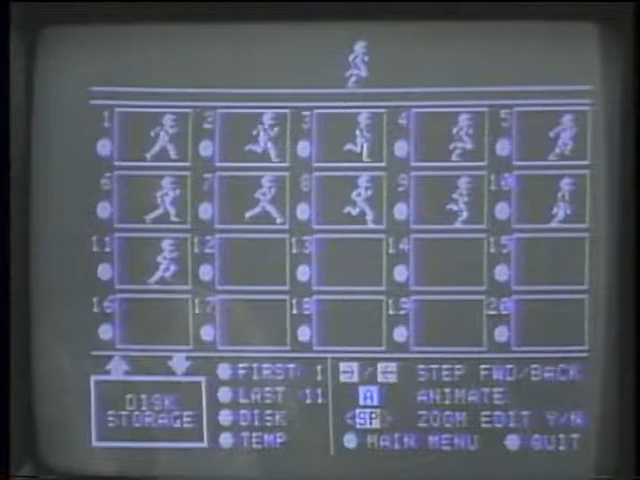 1 2 3 4 5
6 7 8 9 10
11 12 13 14 15
16 17 18 19 20
DISK STORAGE
FIRST: 1
LAST :11
DISK
TEMP
→/← STEP FWD/BACK
A ANIMATE
<SP> ZOOM EDIT Y/N
MAIN MENU QUIT